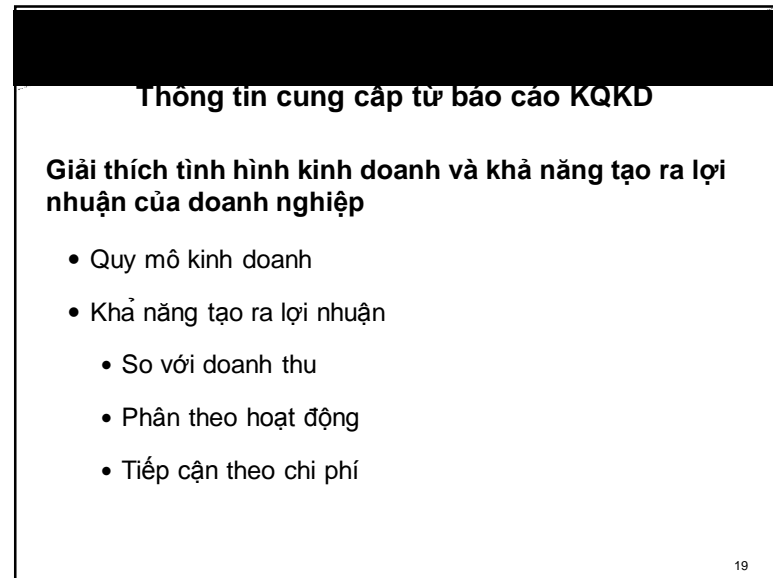 Thông tin cung cấp từ báo cáo KQKD
Giải thích tình hình kinh doanh và khả năng tạo ra lợi
nhuận của doanh nghiệp
• Quy mô kinh doanh
• Khả năng tạo ra lợi nhuận
• So với doanh thu
• Phân theo hoạt động
• Tiếp cận theo chi phí
19